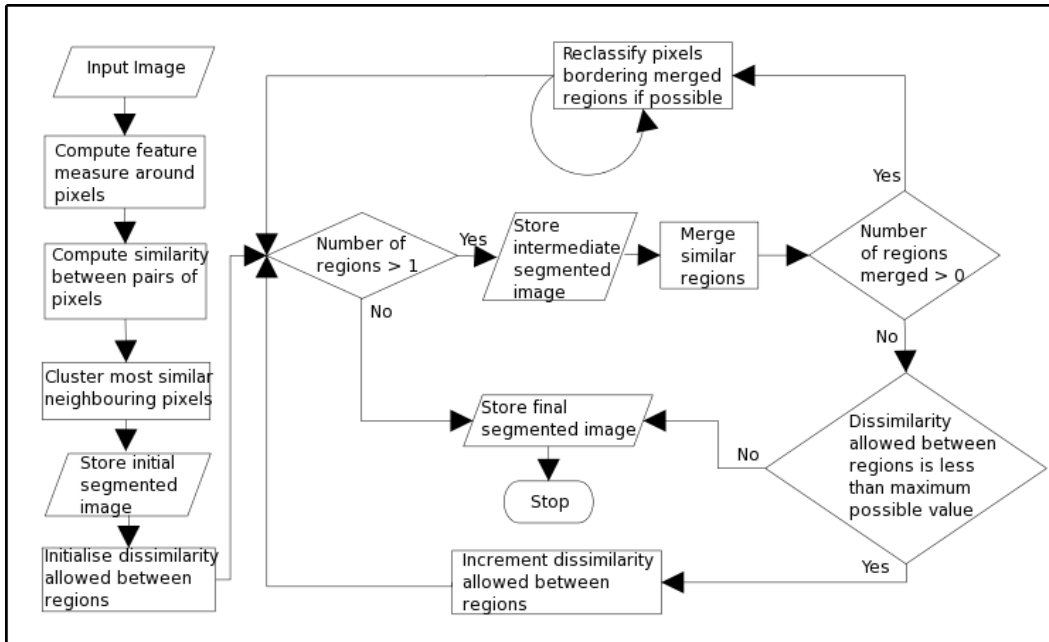 Input Image
Compute feature
measure around
pixels
Compute similarity
between pairs of
pixels
Cluster most similar
neighbouring pixels
Store initial
segmented
image
Initialise dissimilarity
allowed between
regions
Number of
regions > 1
Yes
No
Store
intermediate
segmented
image
Merge
similar
regions
Number
of regions
merged > 0
Yes
No
Reclassify pixels
bordering merged
regions if possible
Dissimilarity
allowed between
regions is less
than maximum
possible value
No
Yes
Store final
segmented image
Stop
Increment dissimilarity
allowed between
regions